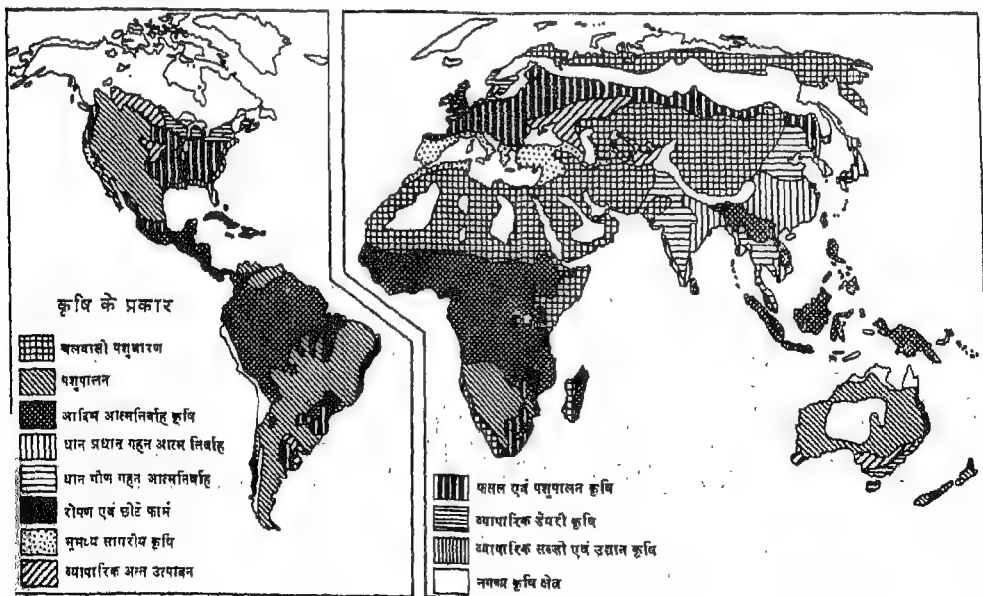 कृषि के प्रकार
चलवासी पशुचारण
पशुपालन
आदिम आत्मनिर्वाह कृषि
धान प्रधान गहन आत्म निर्वाह
धान गौण गहन आत्मनिर्वाह
रोपण एवं छोटे फार्म
भूमध्य सागरीय कृषि
व्यापारिक अन्न उत्पादन
फसल एवं पशुपालन कृषि
व्यापारिक डेयरी कृषि
व्यापारिक सब्जी एवं उद्यान कृषि
नगण्य कृषि क्षेत्र